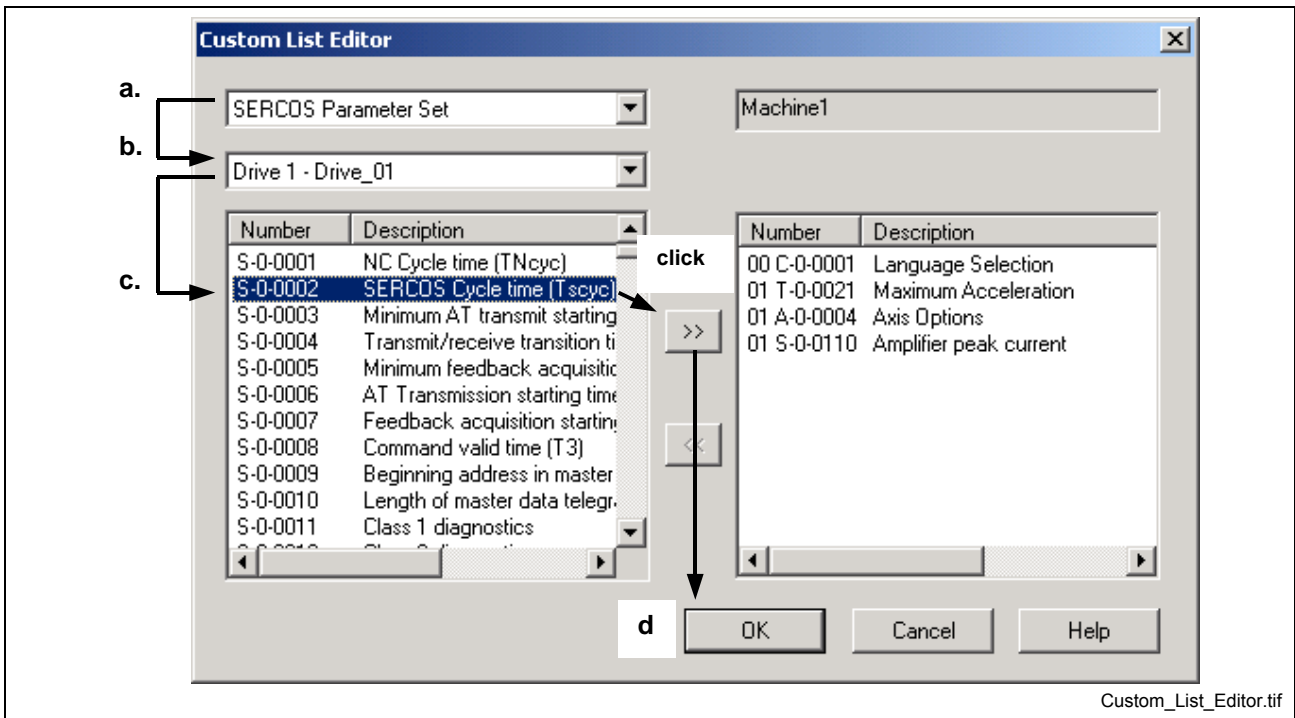 Custom List Editor
a.
SERCOS Parameter Set
Machine1
b.
Drive 1 - Drive_01
Number Description
S-0-0001 NC Cycle time (TNcyc)
c.
S-0-0002 SERCOS Cycle time (Tscyc)
S-0-0003 Minimum AT transmit starting
S-0-0004 Transmit/receive transition ti
S-0-0005 Minimum feedback acquisitic
S-0-0006 AT Transmission starting time
S-0-0007 Feedback acquisition starting
S-0-0008 Command valid time (T3)
S-0-0009 Beginning address in master
S-0-0010 Length of master data telegr
S-0-0011 Class 1 diagnostics
click
>>
<<
Number Description
00 C-0-0001 Language Selection
01 T-0-0021 Maximum Acceleration
01 A-0-0004 Axis Options
01 S-0-0110 Amplifier peak current
d
OK
Cancel
Help
Custom_List_Editor.tif